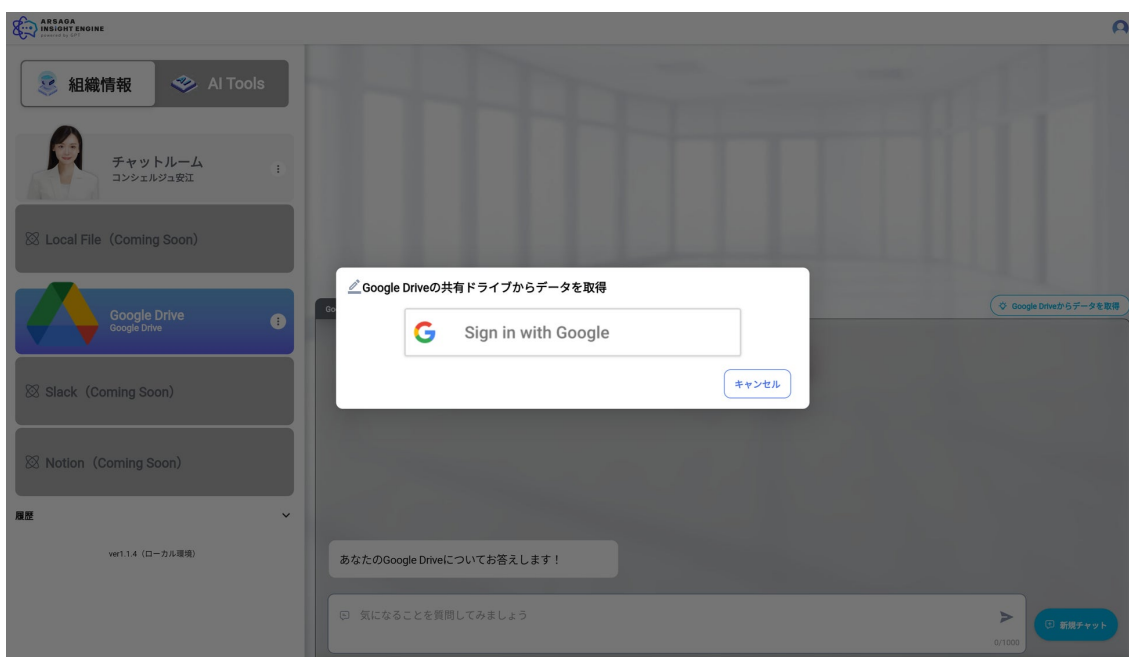 ARSAGA
INSIGHT ENGINE
powered by GPT
組織情報
AI Tools
チャットルーム
コンシェルジュ安江
Local File（Coming Soon）
Google Drive
Google Drive
Slack（Coming Soon）
Notion（Coming Soon）
履歴
ver1.1.4（ローカル環境）
Google Driveの共有ドライブからデータを取得
Sign in with Google
キャンセル
Go
Google Driveからデータを取得
あなたのGoogle Driveについてお答えします！
気になることを質問してみましょう
0/1000
新規チャット